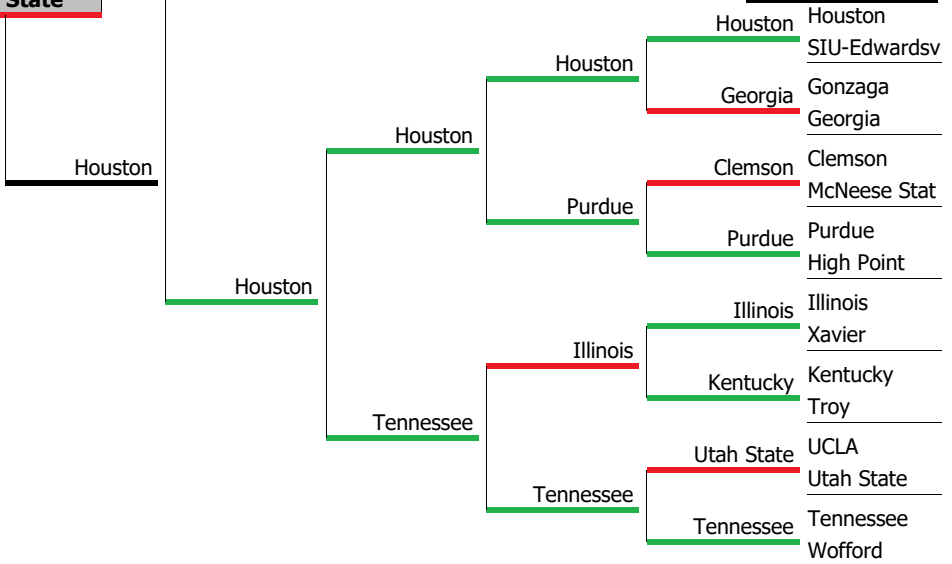 State
Houston
Houston
Houston
Tennessee
Houston
Purdue
Illinois
Tennessee
Houston
Georgia
Clemson
Purdue
Illinois
Kentucky
Utah State
Tennessee
Houston
SIU-Edwardsv
Gonzaga
Georgia
Clemson
McNeese Stat
Purdue
High Point
Illinois
Xavier
Kentucky
Troy
UCLA
Utah State
Tennessee
Wofford